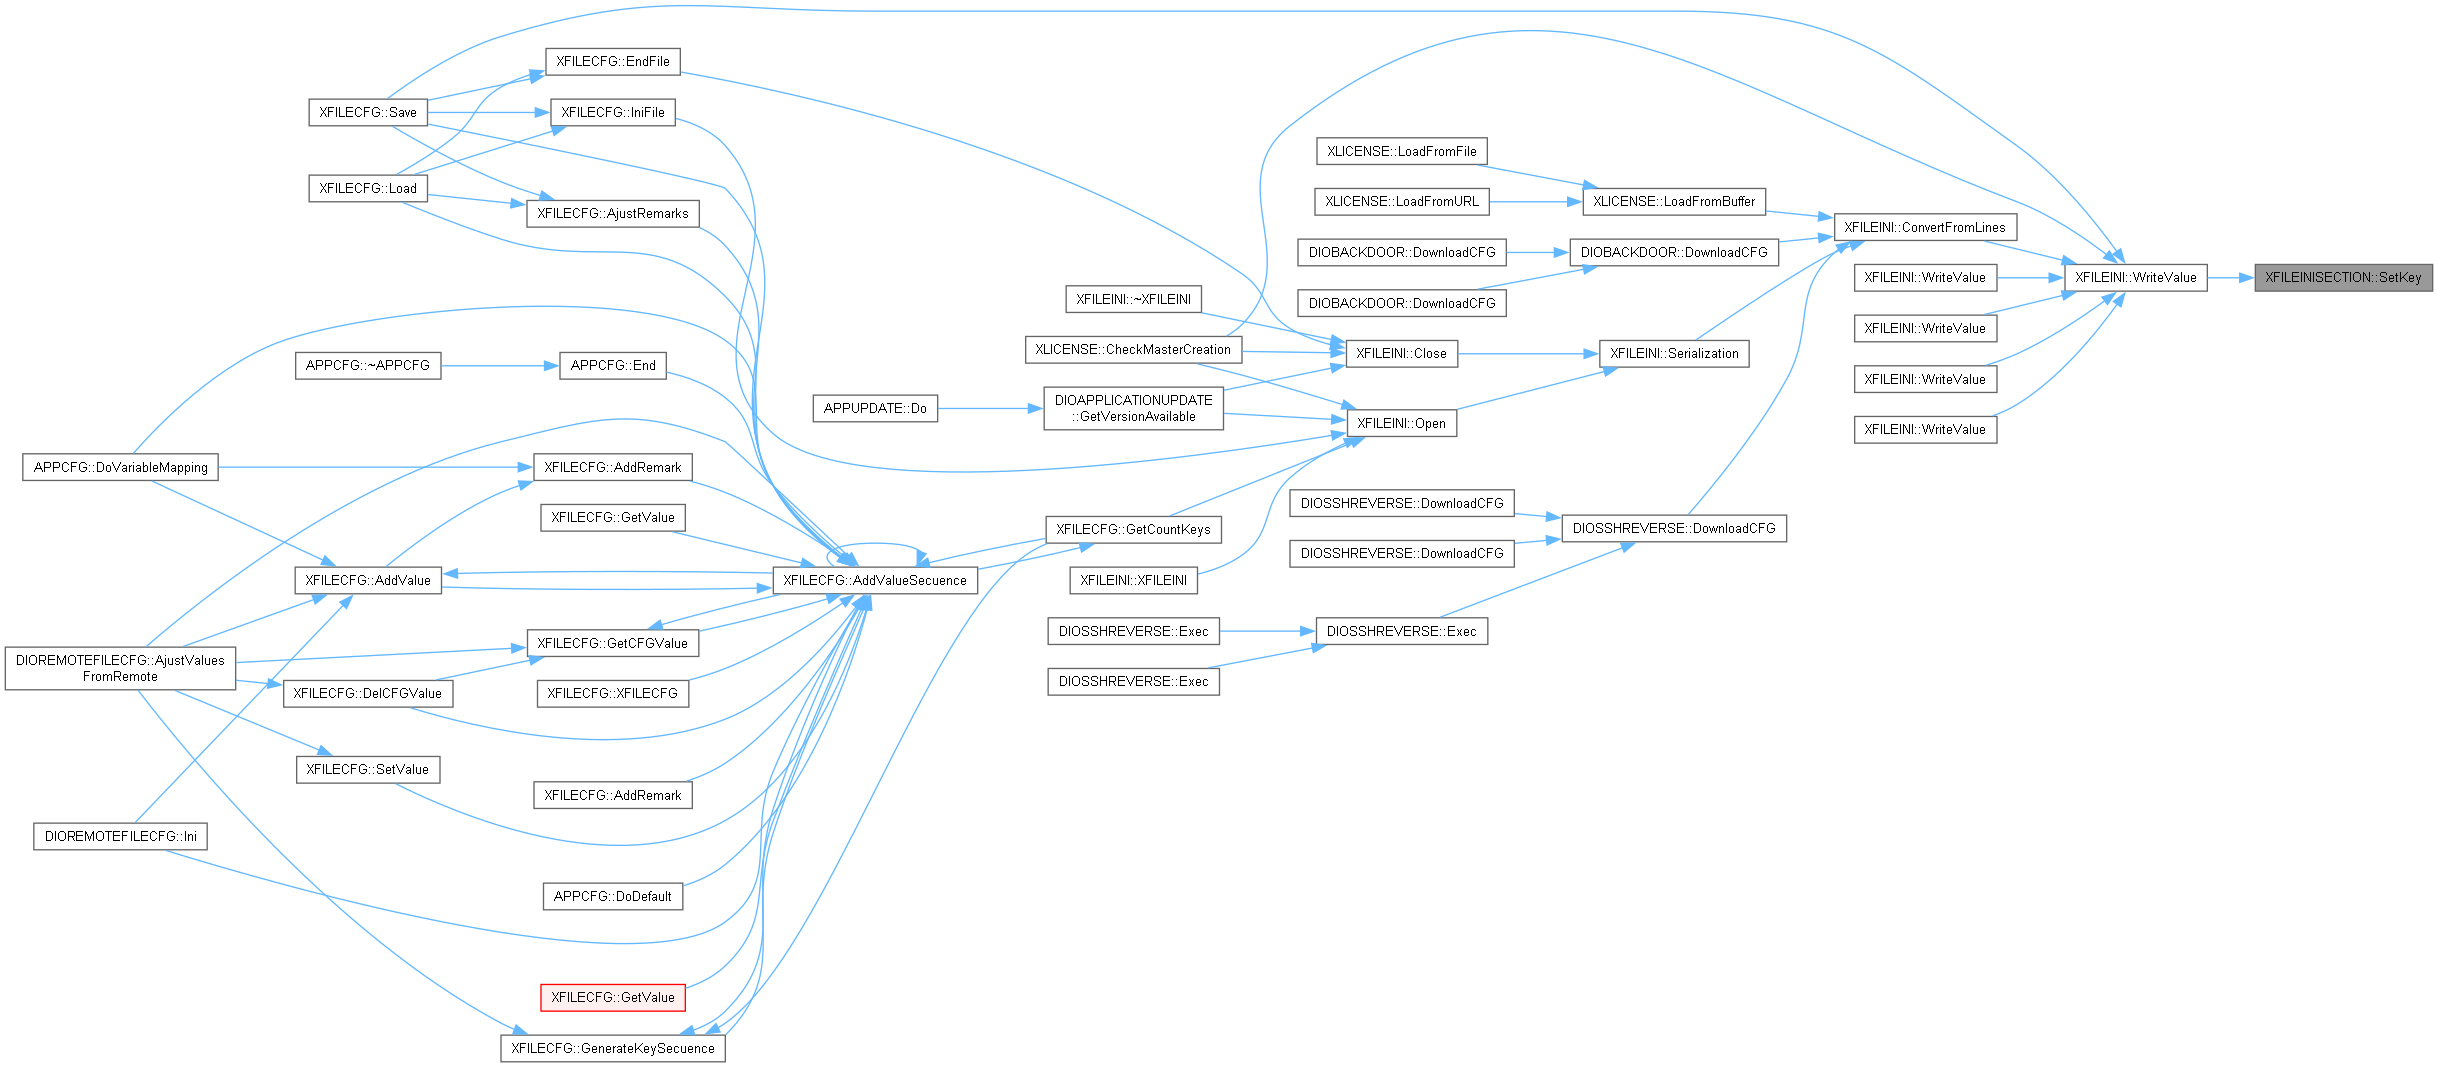 XFILECFG::EndFile
XFILECFG::Save
XFILECFG::IniFile
XLICENSE::LoadFromFile
XFILECFG::Load
XLICENSE::LoadFromURL
XLICENSE::LoadFromBuffer
XFILECFG::AjustRemarks
XFILEINI::ConvertFromLines
DIOBACKDOOR::DownloadCFG
DIOBACKDOOR::DownloadCFG
XFILEINI::WriteValue
XFILEINI::WriteValue
XFILEINISECTION::SetKey
XFILEINI::~XFILEINI
DIOBACKDOOR::DownloadCFG
XFILEINI::WriteValue
XLICENSE::CheckMasterCreation
XFILEINI::Close
XFILEINI::Serialization
APPCFG::~APPCFG
APPCFG::End
XFILEINI::WriteValue
APPUPDATE::Do
DIOAPPLICATIONUPDATE
::GetVersionAvailable
XFILEINI::Open
XFILEINI::WriteValue
APPCFG::DoVariableMapping
XFILECFG::AddRemark
DIOSSHREVERSE::DownloadCFG
XFILECFG::GetValue
XFILECFG::GetCountKeys
DIOSSHREVERSE::DownloadCFG
DIOSSHREVERSE::DownloadCFG
XFILECFG::AddValue
XFILECFG::AddValueSecuence
XFILEINI::XFILEINI
XFILECFG::GetCFGValue
DIOSSHREVERSE::Exec
DIOSSHREVERSE::Exec
DIOREMOTEFILECFG::AjustValues
FromRemote
XFILECFG::DelCFGValue
XFILECFG::XFILECFG
DIOSSHREVERSE::Exec
XFILECFG::SetValue
XFILECFG::AddRemark
DIOREMOTEFILECFG::Ini
APPCFG::DoDefault
XFILECFG::GetValue
XFILECFG::GenerateKeySecuence